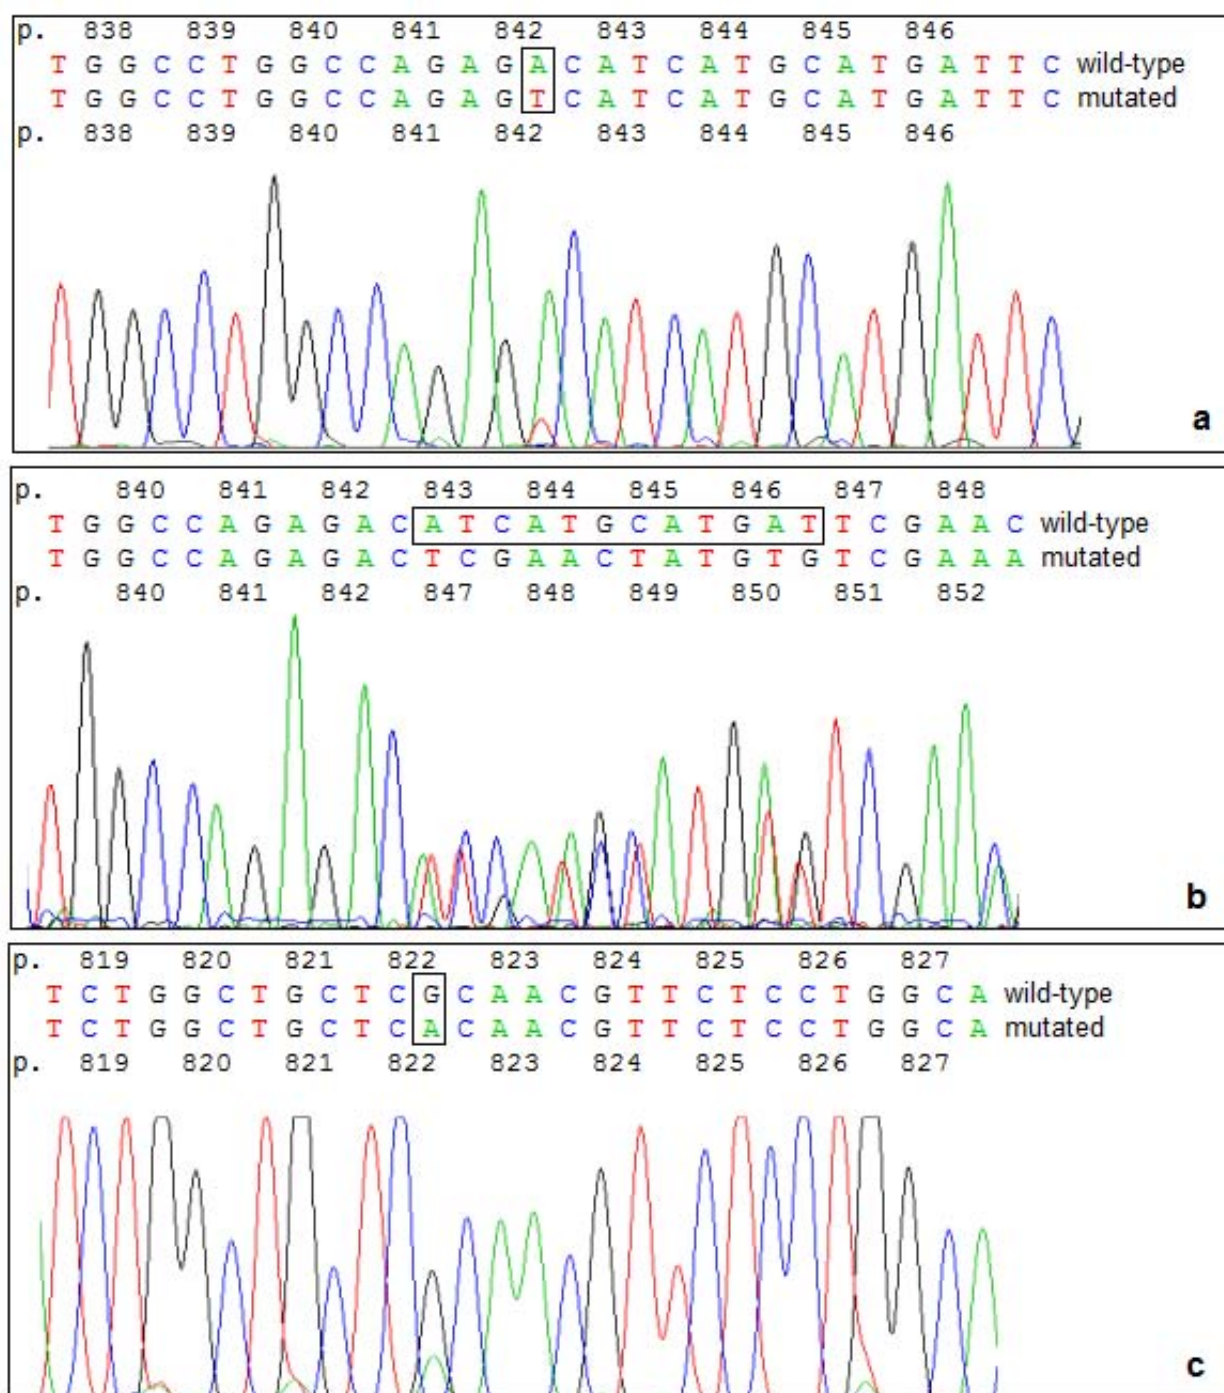 p. 838 839 840 841 842 843 844 845 846
T G G C C T G G C C A G A G A C A T C A T G C A T G A T T C wild-type
T G G C C T G G C C A G A G T C A T C A T G C A T G A T T C mutated
p. 838 839 840 841 842 843 844 845 846
a
p. 840 841 842 843 844 845 846 847 848
T G G C C A G A G A C A T C A T G C A T G A T T C G A A C wild-type
T G G C C A G A G A C T C G A A C T A T G T G T C G A A A mutated
p. 840 841 842 847 848 849 850 851 852
b
p. 819 820 821 822 823 824 825 826 827
T C T G G C T G C T C G C A A C G T T C T C C T G G C A wild-type
T C T G G C T G C T C A C A A C G T T C T C C T G G C A mutated
p. 819 820 821 822 823 824 825 826 827
c